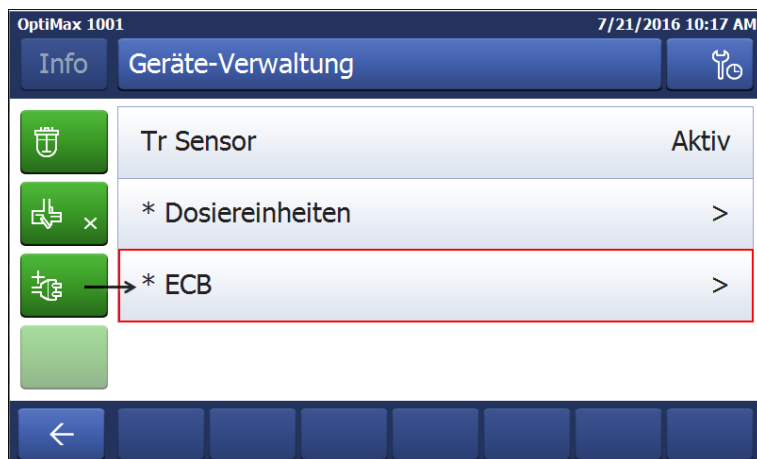 OptiMax 1001 7/21/2016 10:17 AM
Info Geräte-Verwaltung
Tr Sensor Aktiv
* Dosiereinheiten >
* ECB >